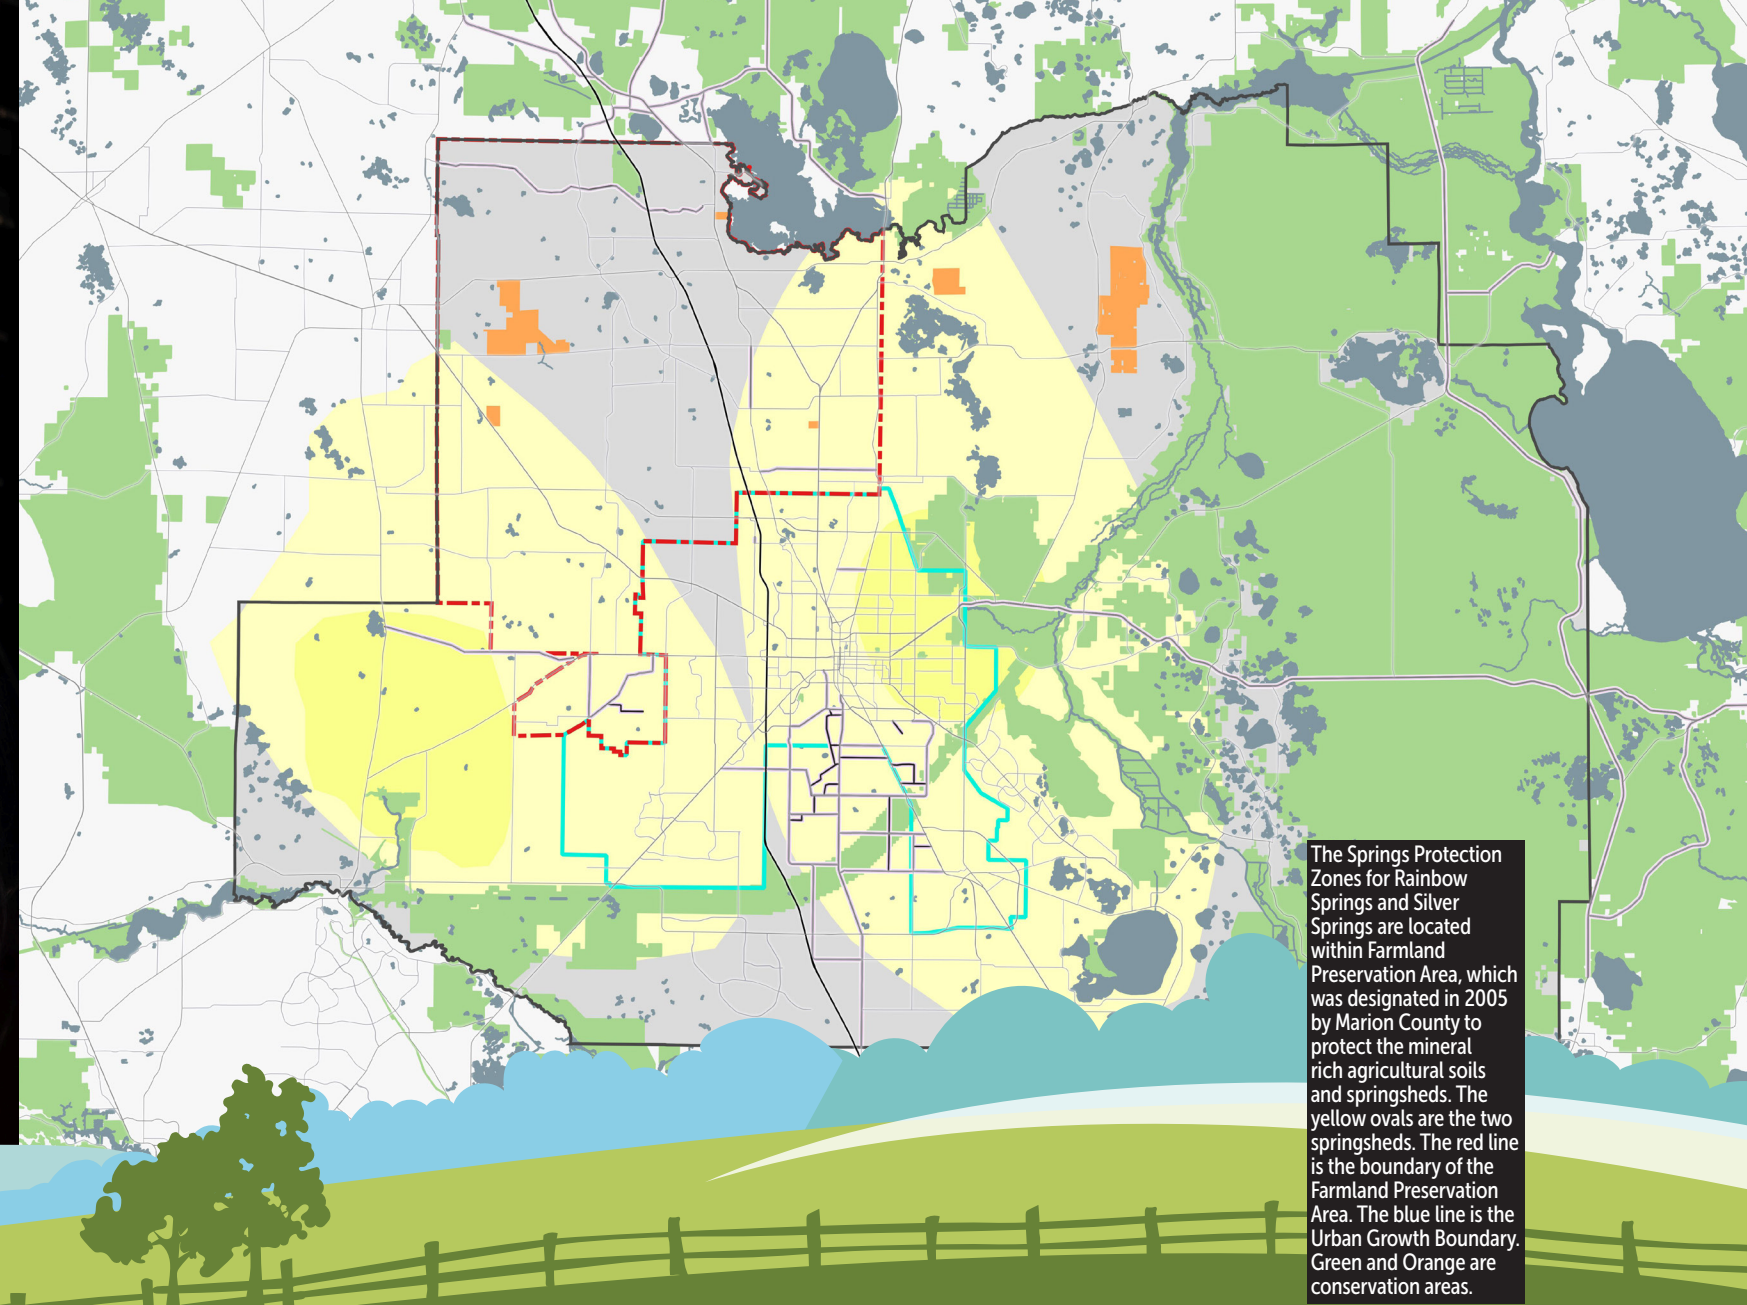 The Springs Protection
Zones for Rainbow
Springs and Silver
Springs are located
within Farmland
Preservation Area, which
was designated in 2005
by Marion County to
protect the mineral
rich agricultural soils
and springsheds. The
yellow ovals are the two
springsheds. The red line
is the boundary of the
Farmland Preservation
Area. The blue line is the
Urban Growth Boundary.
Green and Orange are
conservation areas.